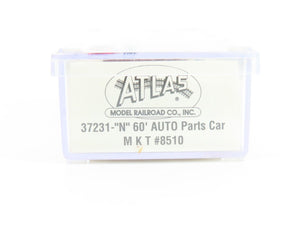 ATLAS
MODEL RAILROAD CO., INC.
37231-"N" 60' AUTO Parts Car
M K T #8510